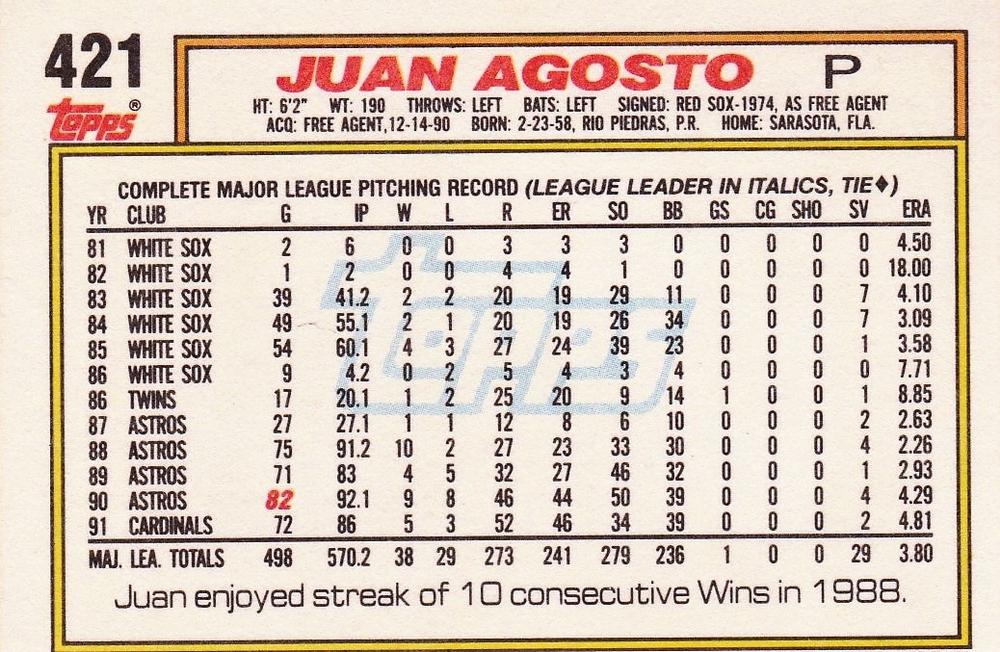 421 JUAN AGOSTO P
Topps®
HT: 6'2" WT: 190 THROWS: LEFT BATS: LEFT SIGNED: RED SOX-1974, AS FREE AGENT
ACQ: FREE AGENT,12-14-90 BORN: 2-23-58, RIO PIEDRAS, P.R. HOME: SARASOTA, FLA.
COMPLETE MAJOR LEAGUE PITCHING RECORD (LEAGUE LEADER IN ITALICS, TIE♦)
YR CLUB G IP W L R ER SO BB GS CG SHO SV ERA
81 WHITE SOX 2 6 0 0 3 3 3 0 0 0 0 0 4.50
82 WHITE SOX 1 2 0 0 4 4 1 0 0 0 0 0 18.00
83 WHITE SOX 39 41.2 2 2 20 19 29 11 0 0 0 7 4.10
84 WHITE SOX 49 55.1 2 1 20 19 26 34 0 0 0 7 3.09
85 WHITE SOX 54 60.1 4 3 27 24 39 23 0 0 0 1 3.58
86 WHITE SOX 9 4.2 0 2 5 4 3 4 0 0 0 0 7.71
86 TWINS 17 20.1 1 2 25 20 9 14 1 0 0 1 8.85
87 ASTROS 27 27.1 1 1 12 8 6 10 0 0 0 2 2.63
88 ASTROS 75 91.2 10 2 27 23 33 30 0 0 0 4 2.26
89 ASTROS 71 83 4 5 32 27 46 32 0 0 0 1 2.93
90 ASTROS 82 92.1 9 8 46 44 50 39 0 0 0 4 4.29
91 CARDINALS 72 86 5 3 52 46 34 39 0 0 0 2 4.81
MAJ. LEA. TOTALS 498 570.2 38 29 273 241 279 236 1 0 0 29 3.80
Topps
Juan enjoyed streak of 10 consecutive Wins in 1988.